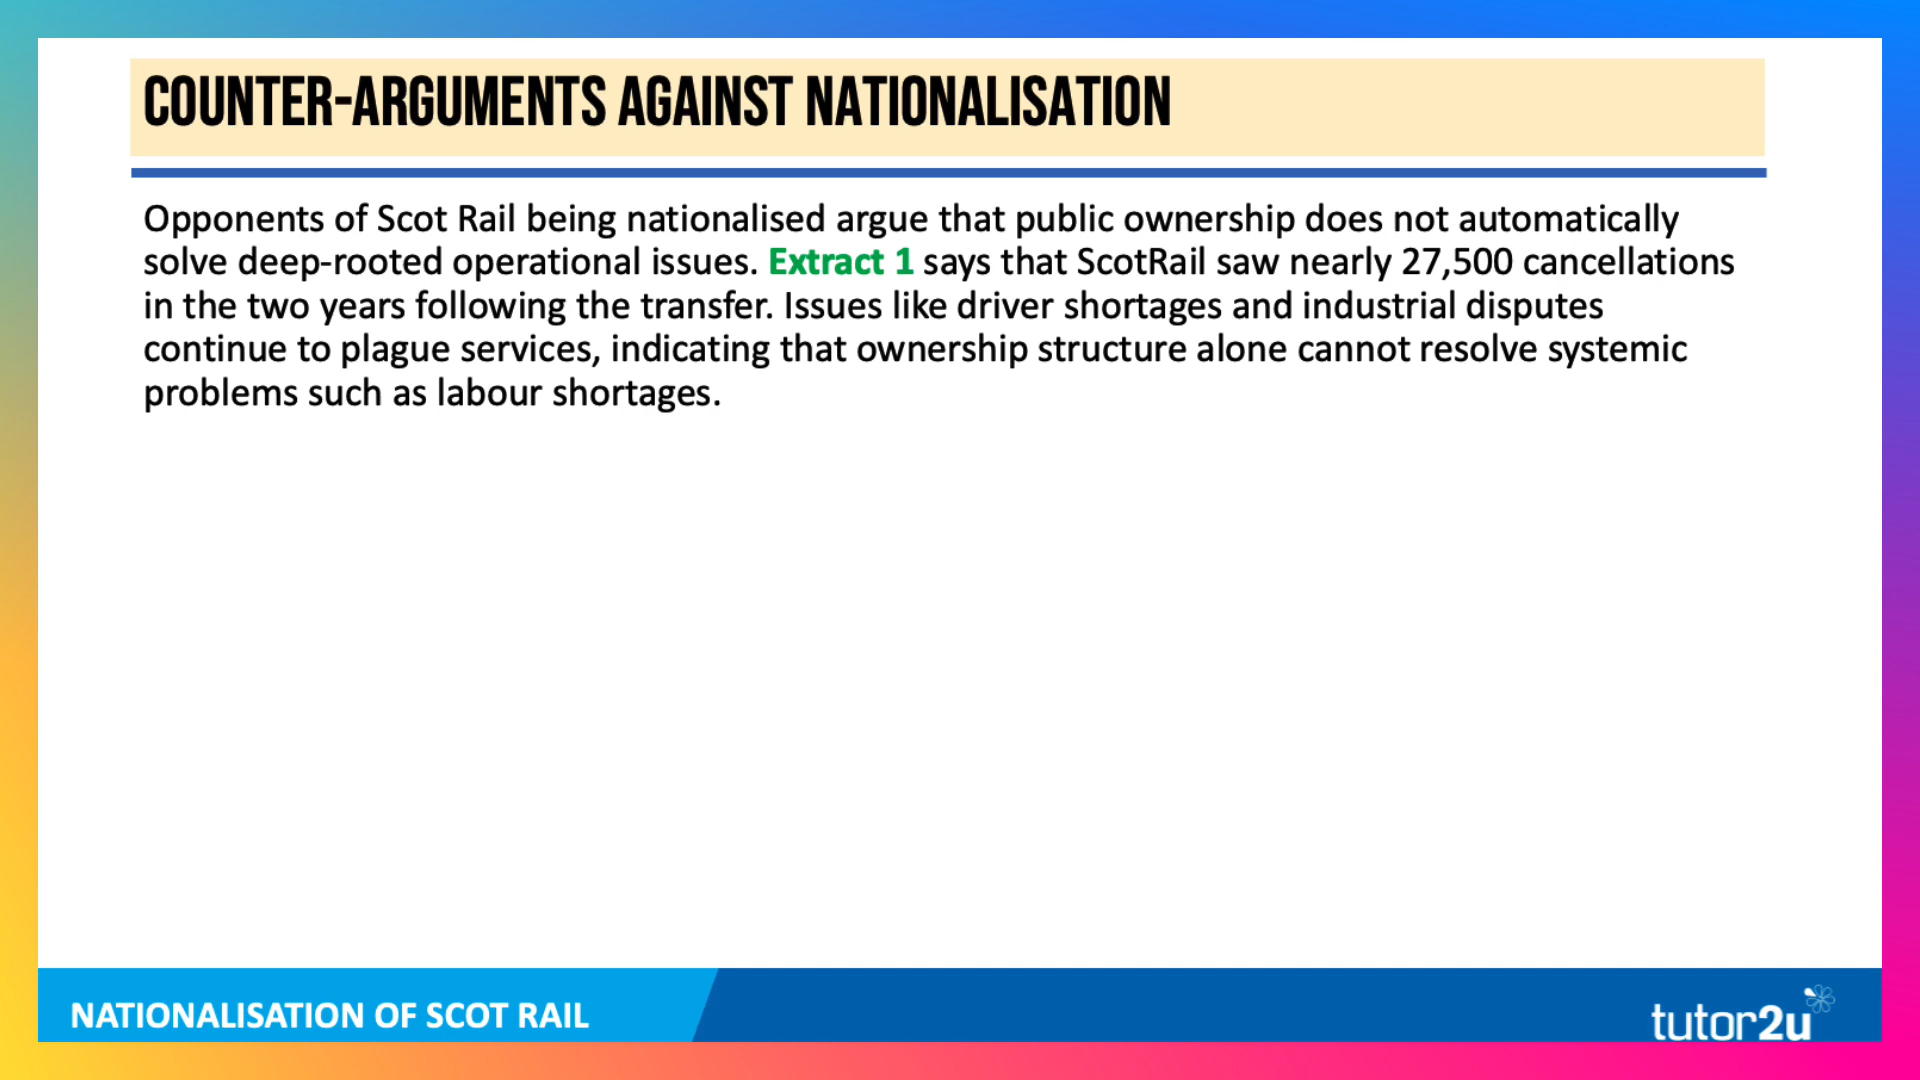 COUNTER-ARGUMENTS AGAINST NATIONALISATION
Opponents of Scot Rail being nationalised argue that public ownership does not automatically
solve deep-rooted operational issues. Extract 1 says that ScotRail saw nearly 27,500 cancellations
in the two years following the transfer. Issues like driver shortages and industrial disputes
continue to plague services, indicating that ownership structure alone cannot resolve systemic
problems such as labour shortages.
NATIONALISATION OF SCOT RAIL
tutor2u